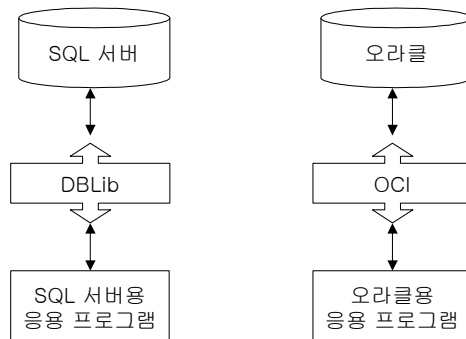 SQL 서버
오라클
DBLib
OCI
SQL 서버용
응용 프로그램
오라클용
응용 프로그램